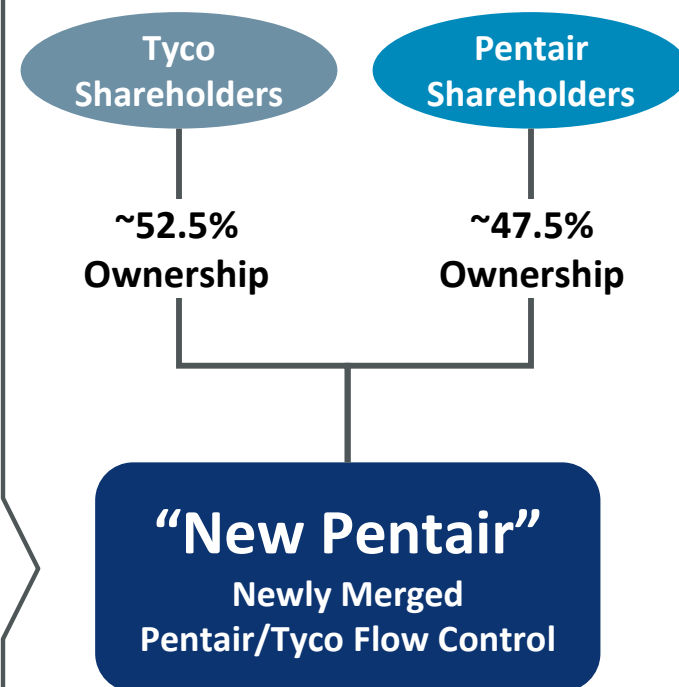 Tyco
Shareholders
Pentair
Shareholders
~52.5%
Ownership
~47.5%
Ownership
“New Pentair”
Newly Merged
Pentair/Tyco Flow Control